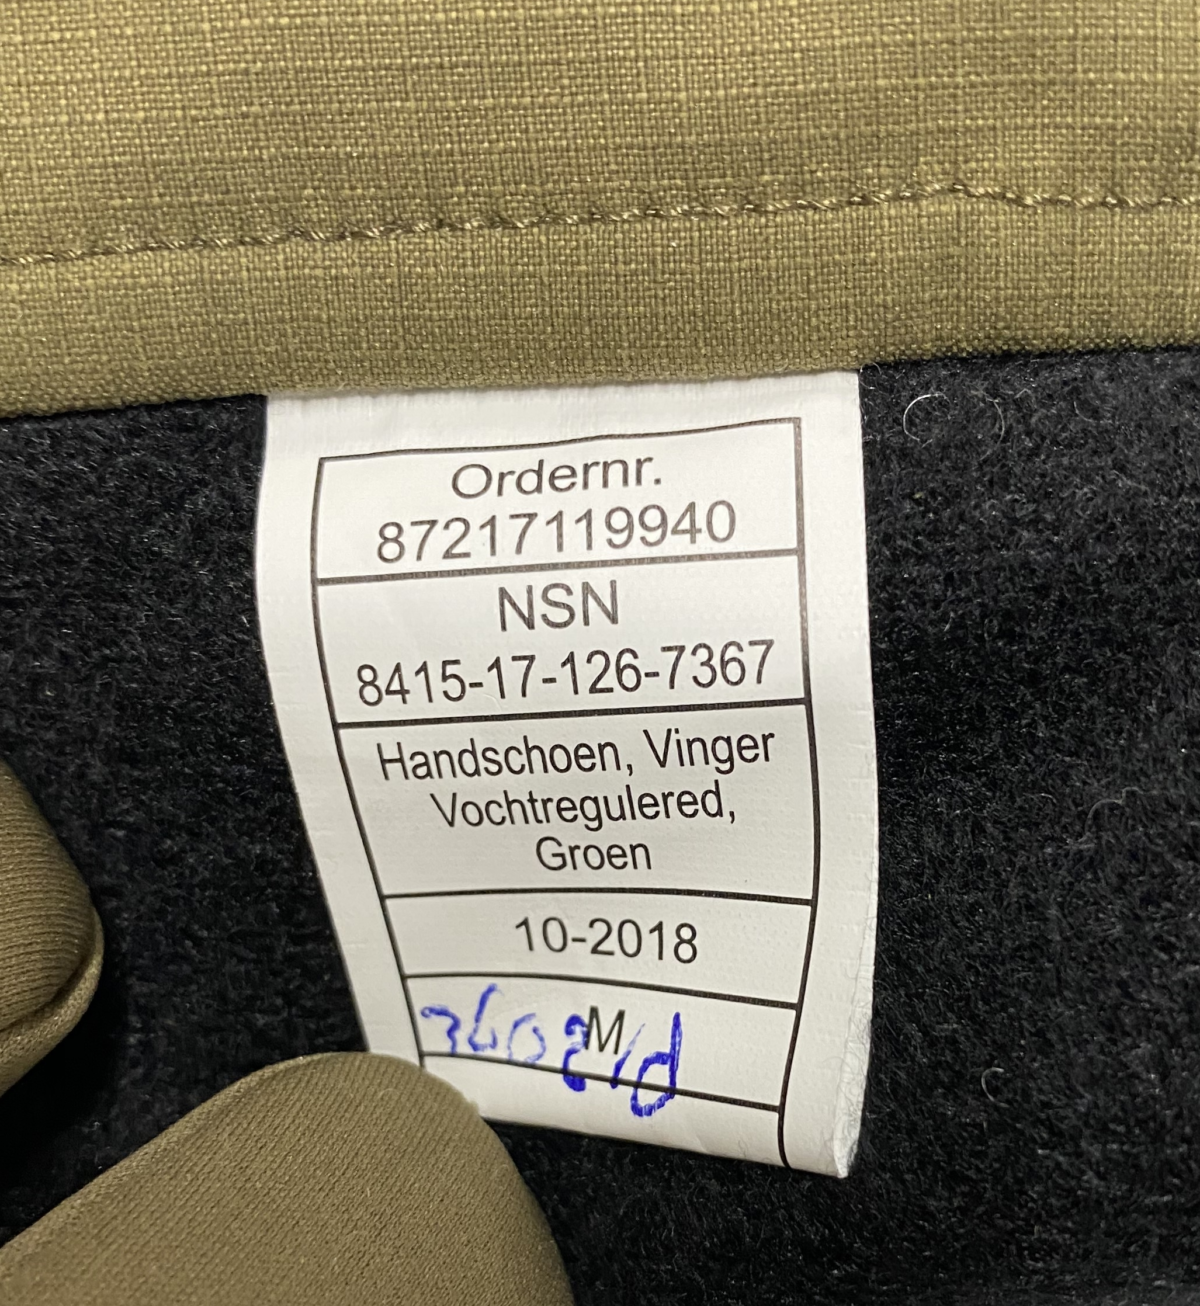 Ordernr.
87217119940
NSN
8415-17-126-7367
Handschoen, Vinger
Vochtregulered,
Groen
10-2018
M